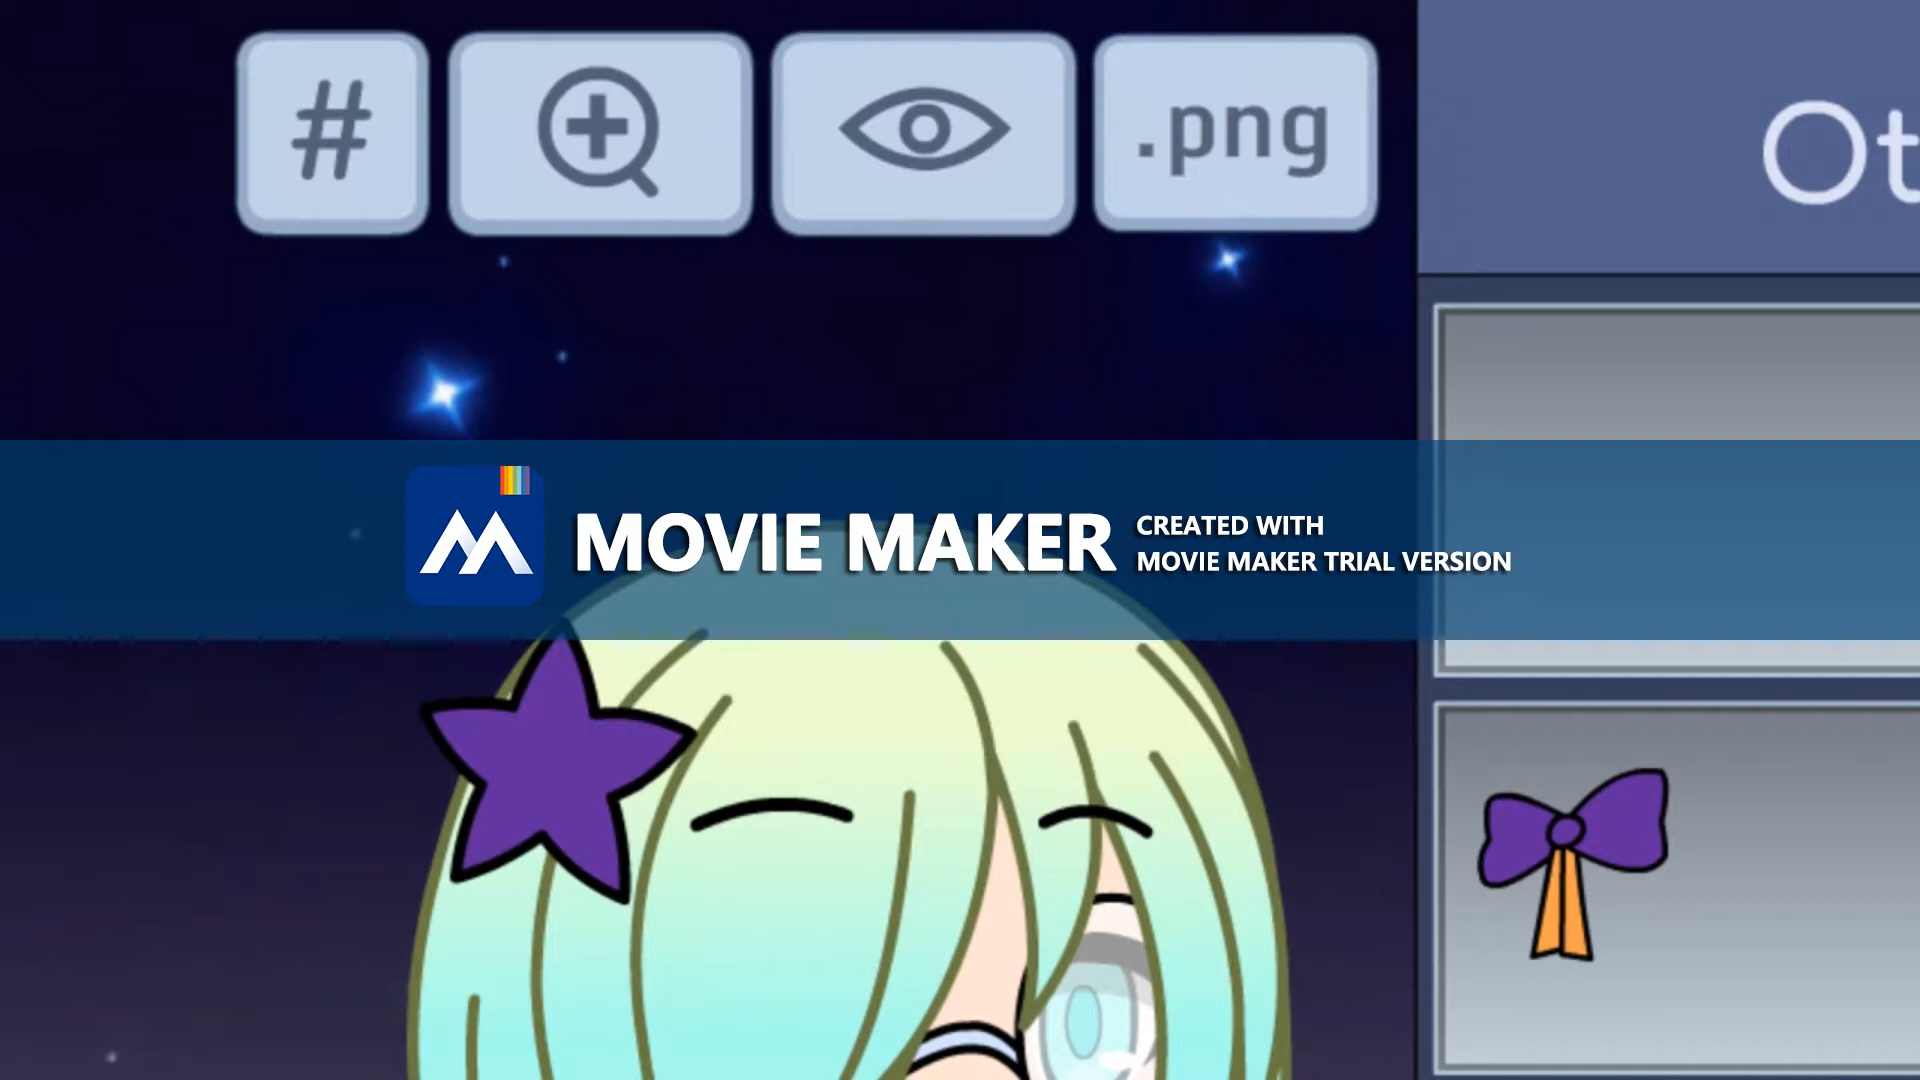 #
.png
Ot
MOVIE MAKER
CREATED WITH
MOVIE MAKER TRIAL VERSION